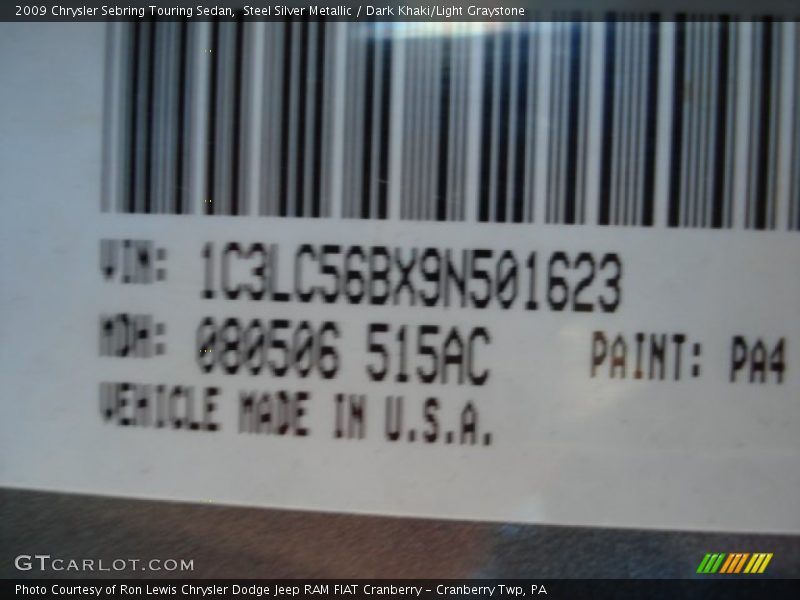 2009 Chrysler Sebring Touring Sedan,  Steel Silver Metallic / Dark Khaki/Light Graystone
VIN: 1C3LC56BX9N501623
MDH: 080506 515AC PAINT: PA4
VEHICLE MADE IN U.S.A.
GTCARLOT.COM
Photo Courtesy of Ron Lewis Chrysler Dodge Jeep RAM FIAT Cranberry – Cranberry Twp, PA